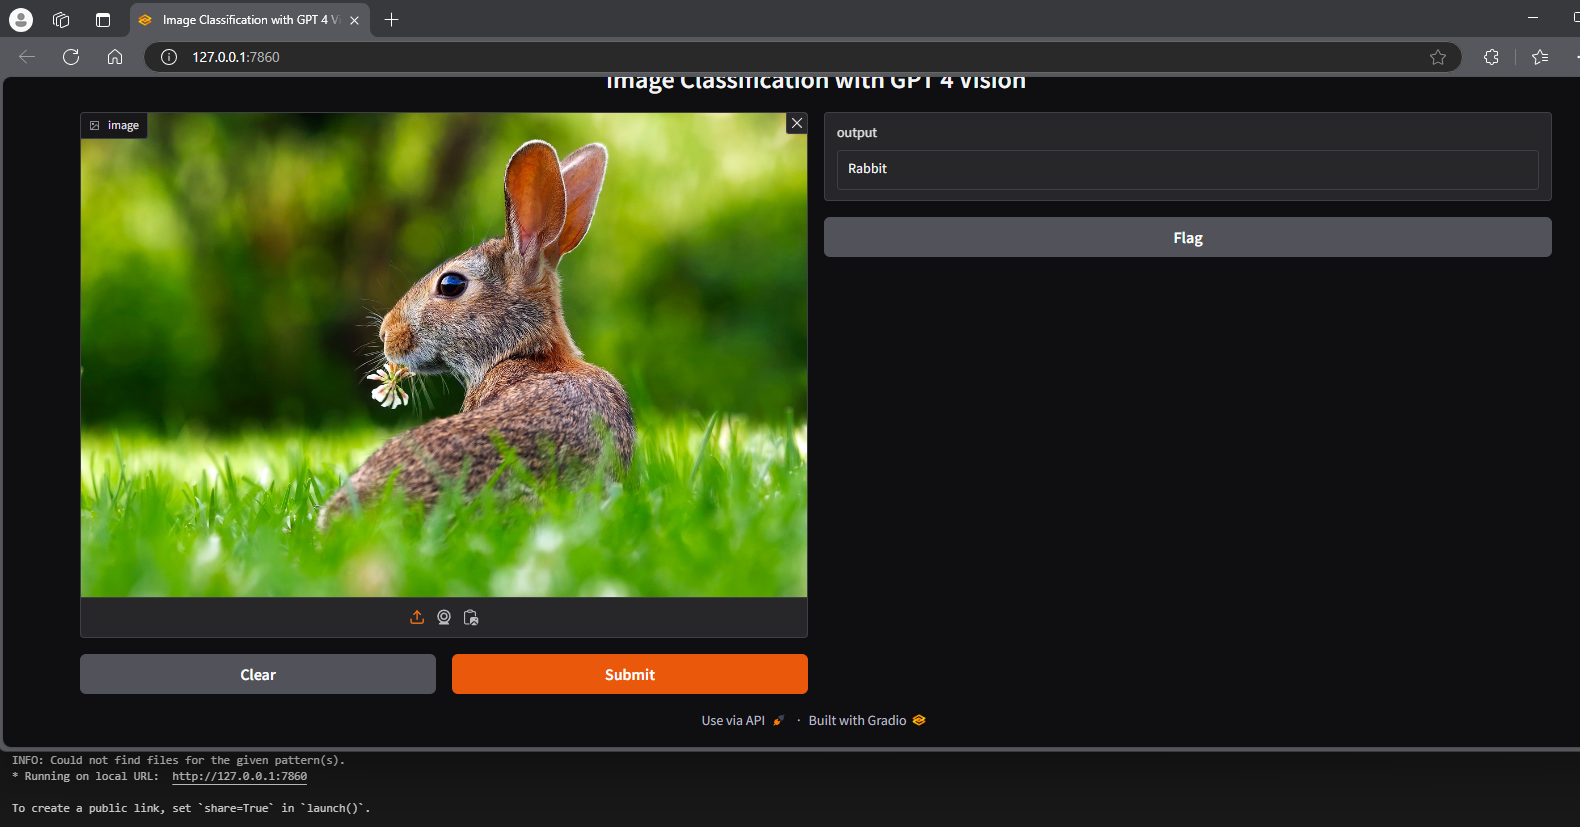 Image Classification with GPT 4 Vi
127.0.0.1:7860
Image Classification with GPT 4 Vision
image
output
Rabbit
Flag
Clear
Submit
Use via API · Built with Gradio
INFO: Could not find files for the given pattern(s).
* Running on local URL: http://127.0.0.1:7860
To create a public link, set `share=True` in `launch()`.